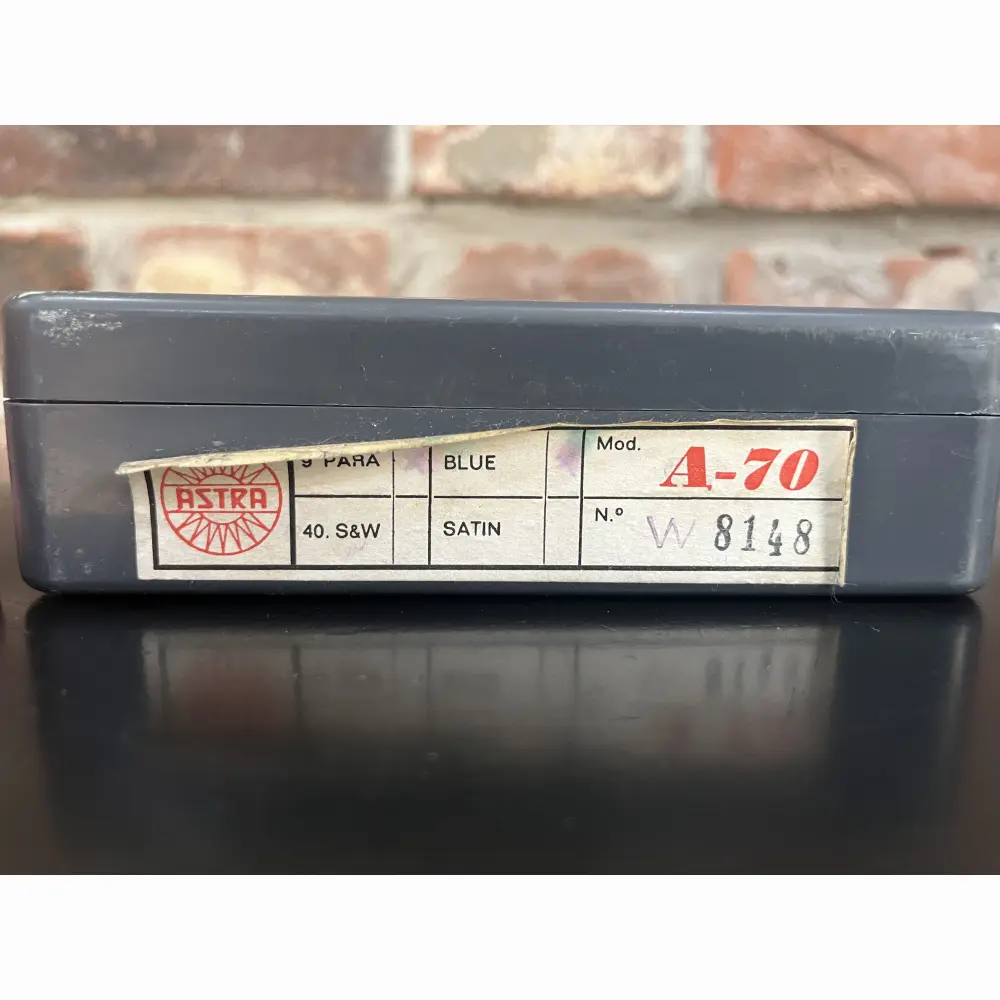 ASTRA
9 PARA
BLUE
Mod. A-70
40. S&W
SATIN
N.º W 8148